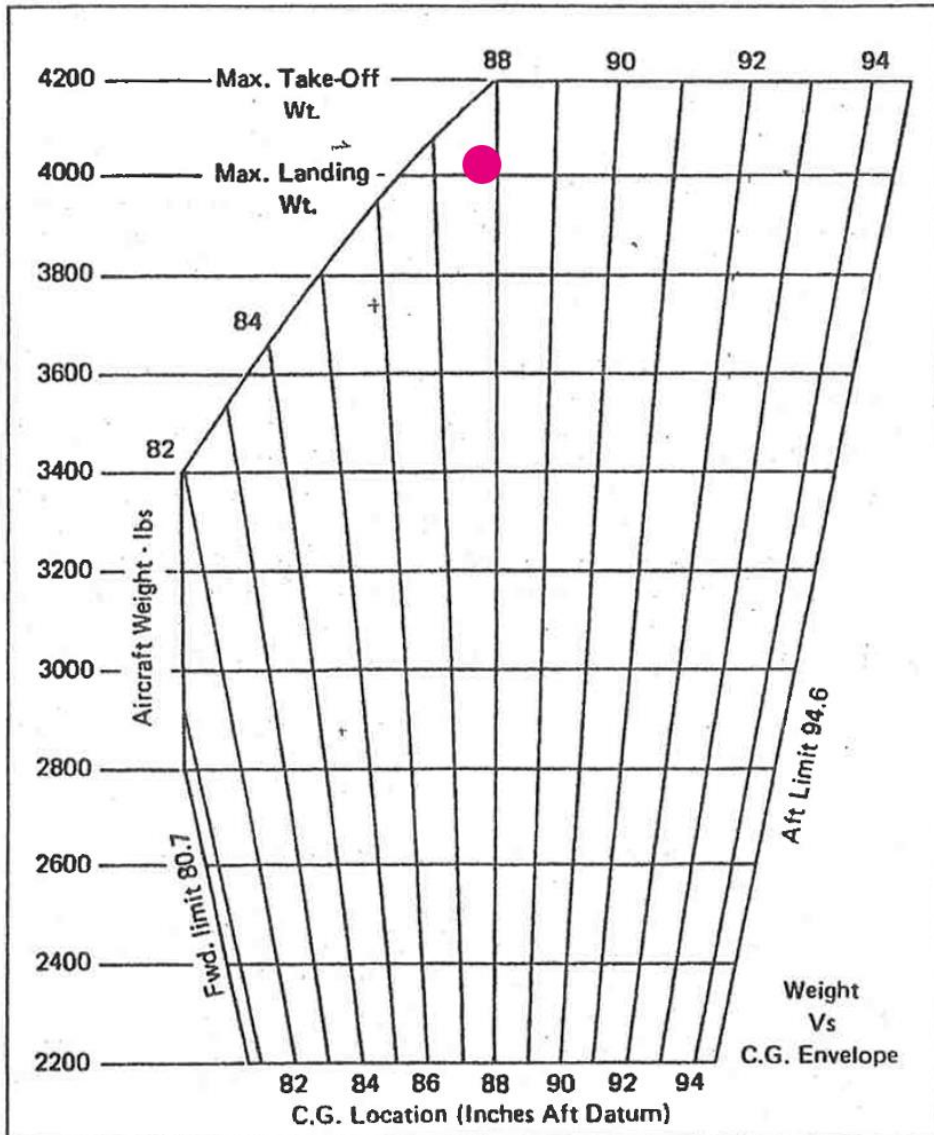 88 90 92 94
4200 Max. Take-Off
Wt.
4000 Max. Landing -
Wt.
3800
84
3600
82
3400
Aircraft Weight - lbs
3200
3000
2800
Aft Limit 94.6
2600
Fwd. limit 80.7
2400
Weight
Vs
C.G. Envelope
2200
82 84 86 88 90 92 94
C.G. Location (Inches Aft Datum)